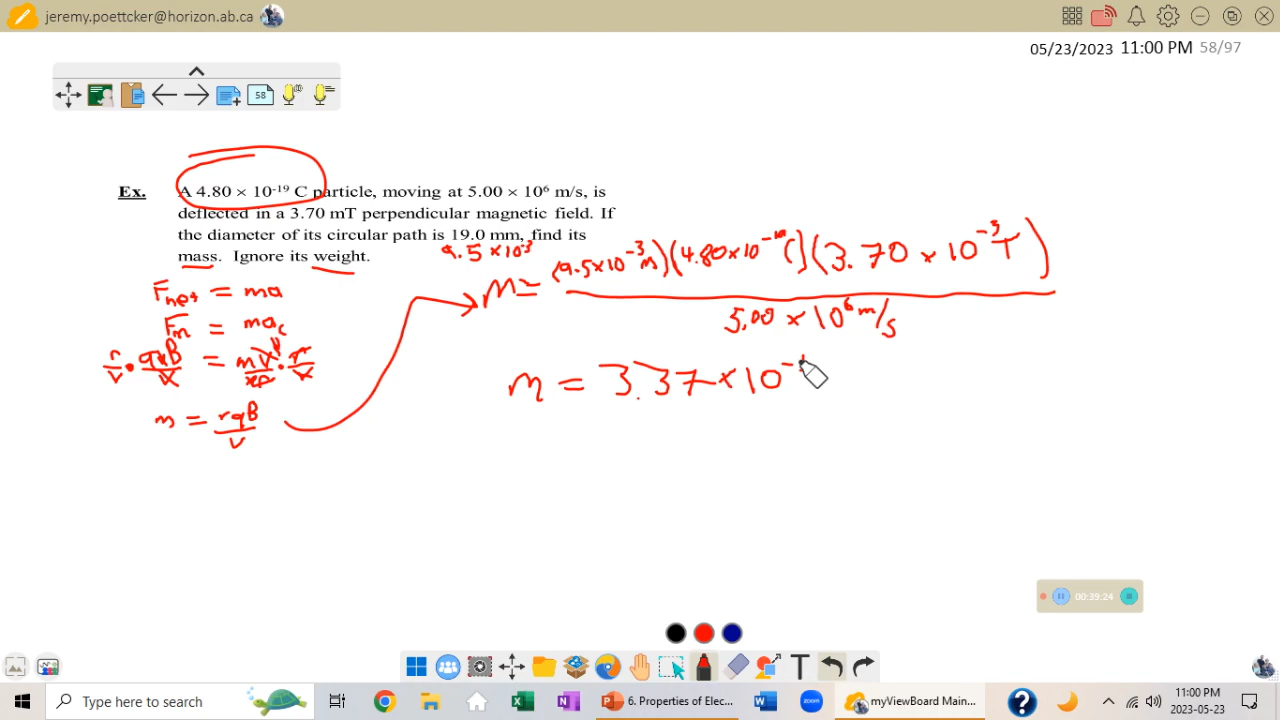 jeremy.poettcker@horizon.ab.ca
05/23/2023 11:00 PM 58/97
58
Ex. A 4.80 × 10⁻¹⁹ C particle, moving at 5.00 × 10⁶ m/s, is
deflected in a 3.70 mT perpendicular magnetic field. If
the diameter of its circular path is 19.0 mm, find its
mass. Ignore its weight.
9.5 × 10⁻³
m = (9.5×10⁻³ m)(4.80×10⁻¹⁹ C)(3.70 × 10⁻³ T)
5.00 × 10⁶ m/s
Fnet = ma
Fm = mac
r/v · qvB/v = mv²/r · r/v
m = rqB/v
m = 3.37 × 10⁻
00:39:24
Type here to search
6. Properties of Elec...
zoom
myViewBoard Main...
11:00 PM
2023-05-23